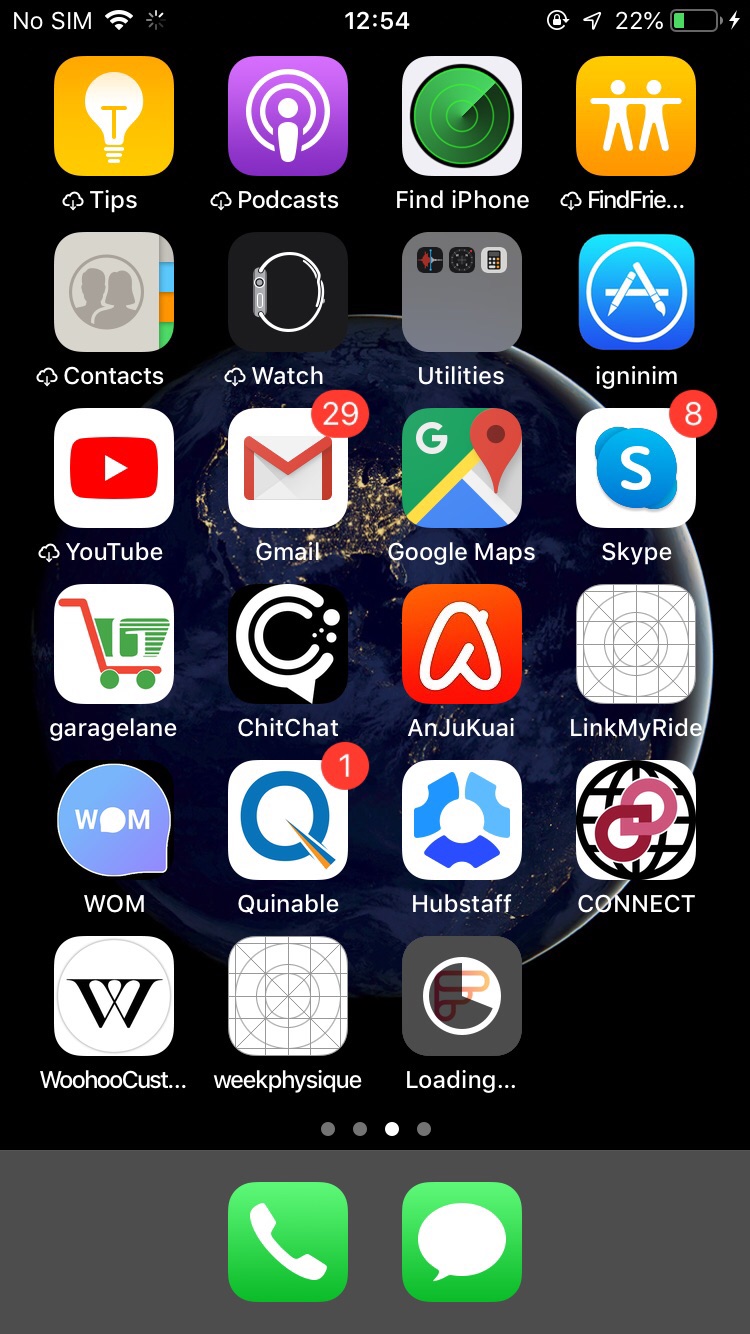 No SIM 12:54 22%
Tips Podcasts Find iPhone FindFrie...
Contacts Watch Utilities igninim
29 8
G S
YouTube Gmail Google Maps Skype
garagelane ChitChat AnJuKuai LinkMyRide
1
WOM
WOM Quinable Hubstaff CONNECT
W
WoohooCust... weekphysique Loading...